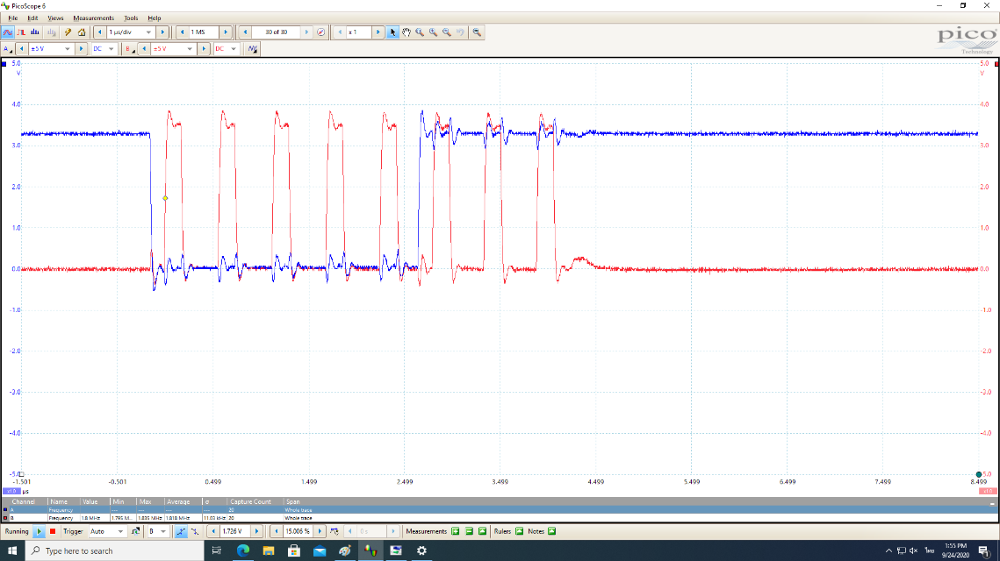 PicoScope 6
File Edit Views Measurements Tools Help
1 µs/div 1 MS 30 of 30 x 1
A ±5 V DC B ±5 V DC
pico
Technology
5.0 5.0
V V
4.0 4.0
3.0 3.0
2.0 2.0
1.0 1.0
0.0 0.0
-1.0 -1.0
-2.0 -2.0
-3.0 -3.0
-4.0 -4.0
-5.0 -5.0
-1.501 -0.501 0.499 1.499 2.499 3.499 4.499 5.499 6.499 7.499 8.499
x1.0 µs x1.0
Channel Name Value Min Max Average σ Capture Count Span
A Frequency --- --- --- --- --- 20 Whole trace
B Frequency 1.8 MHz 1.795 M... 1.835 MHz 1.818 MHz 11.03 kHz 20 Whole trace
Running Trigger Auto B 1.726 V 15.006 % 0 s Measurements Rulers Notes
Type here to search
1:55 PM
9/24/2020
1